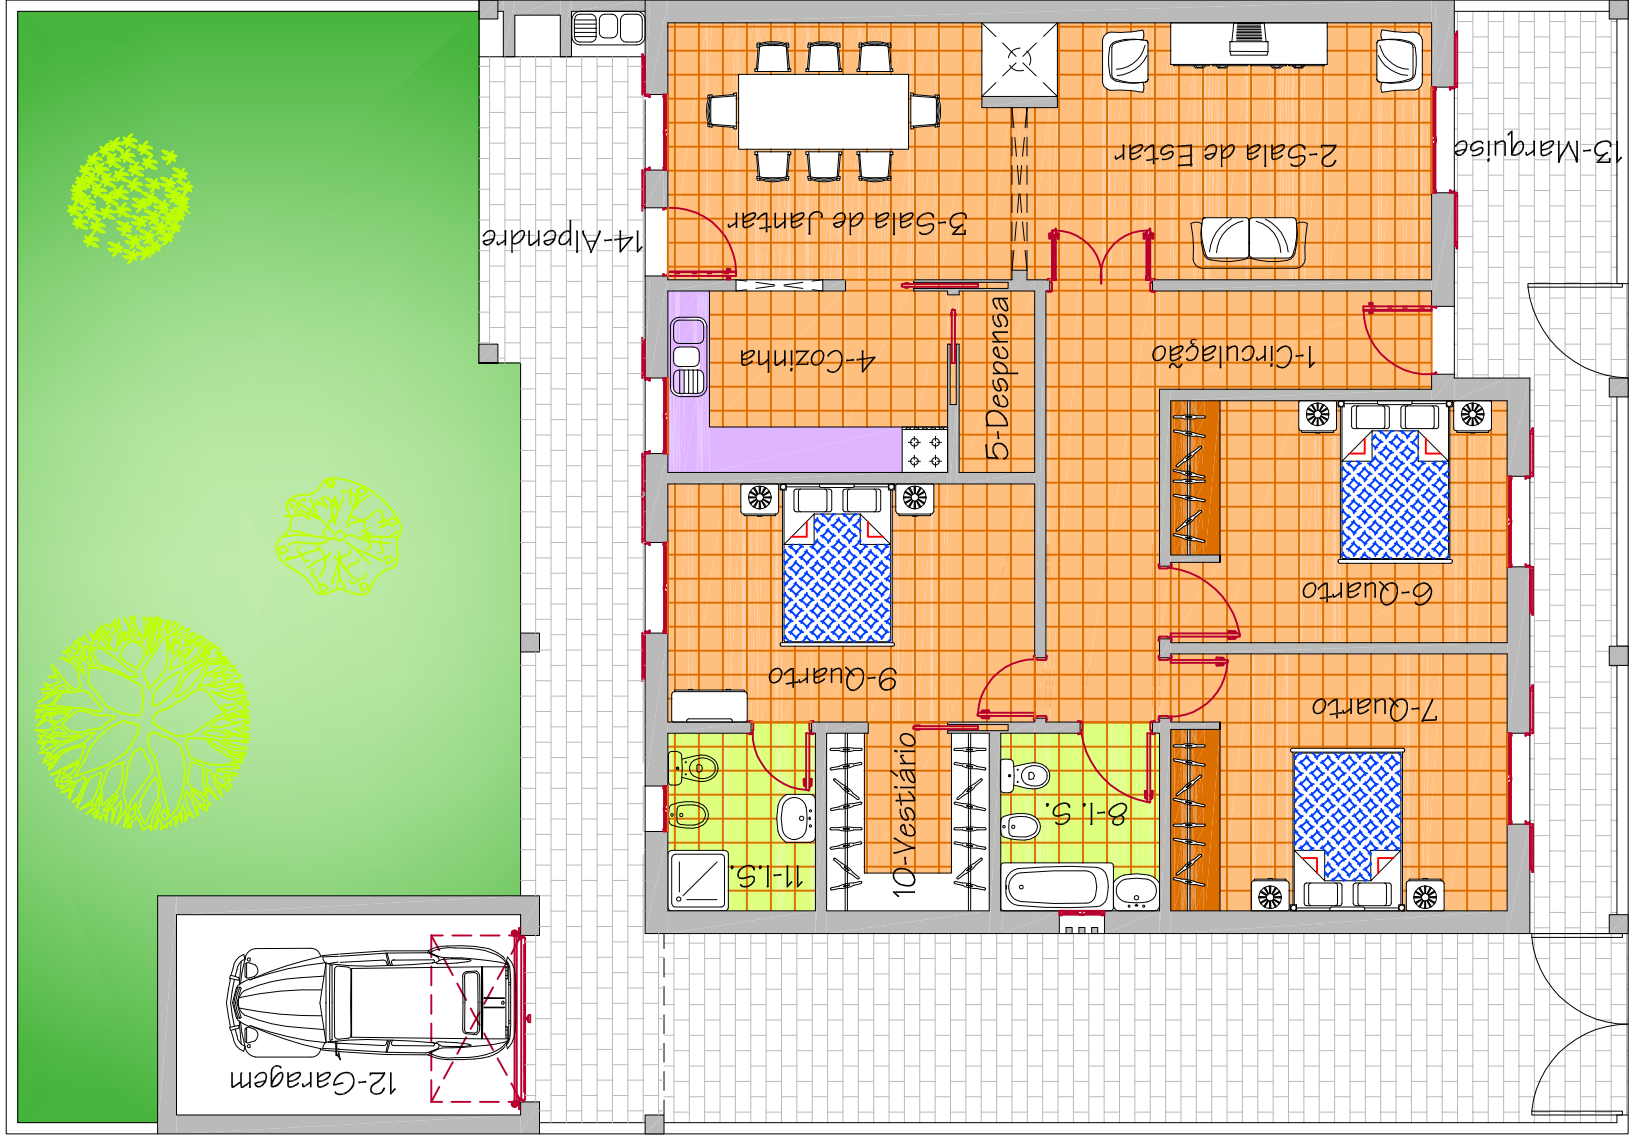 1-Circulação
2-Sala de Estar
3-Sala de Jantar
4-Cozinha
5-Despensa
6-Quarto
7-Quarto
8-I.S.
9-Quarto
10-Vestiário
11-I.S.
12-Garagem
13-Marquise
14-Alpendre